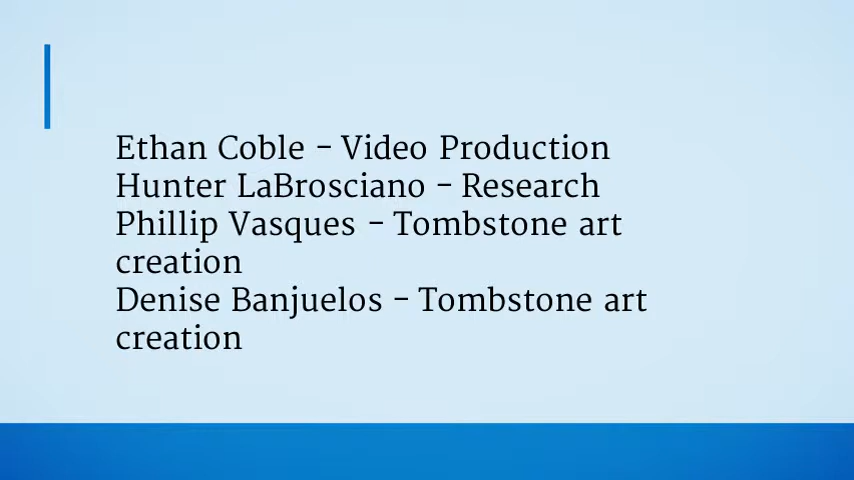 Ethan Coble - Video Production
Hunter LaBrosciano - Research
Phillip Vasques - Tombstone art
creation
Denise Banjuelos - Tombstone art
creation